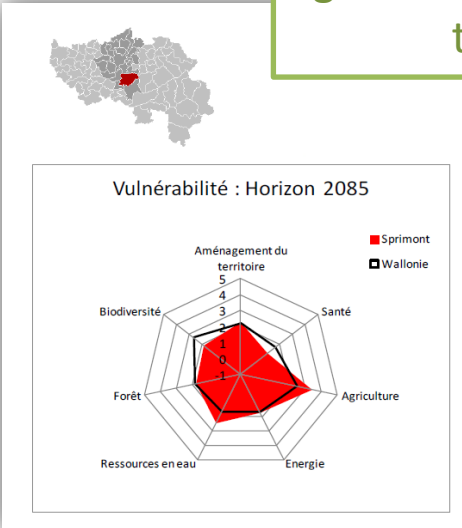 t
Vulnérabilité : Horizon 2085
Sprimont
Wallonie
Aménagement du
territoire
Santé
Agriculture
Energie
Ressources en eau
Forêt
Biodiversité
5
4
3
2
1
0
-1